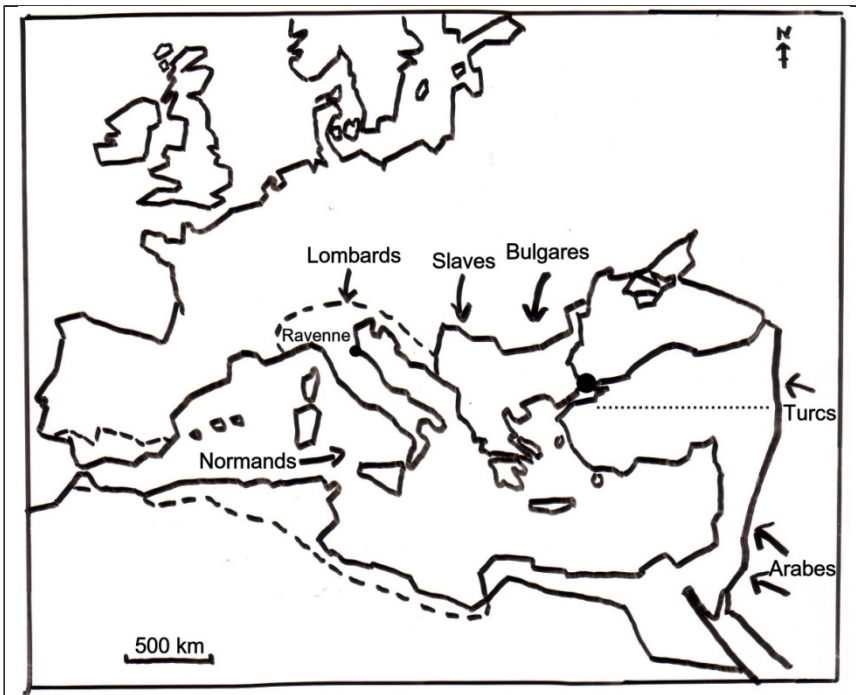 N
Lombards
Slaves
Bulgares
Ravenne
Turcs
Normands
Arabes
500 km